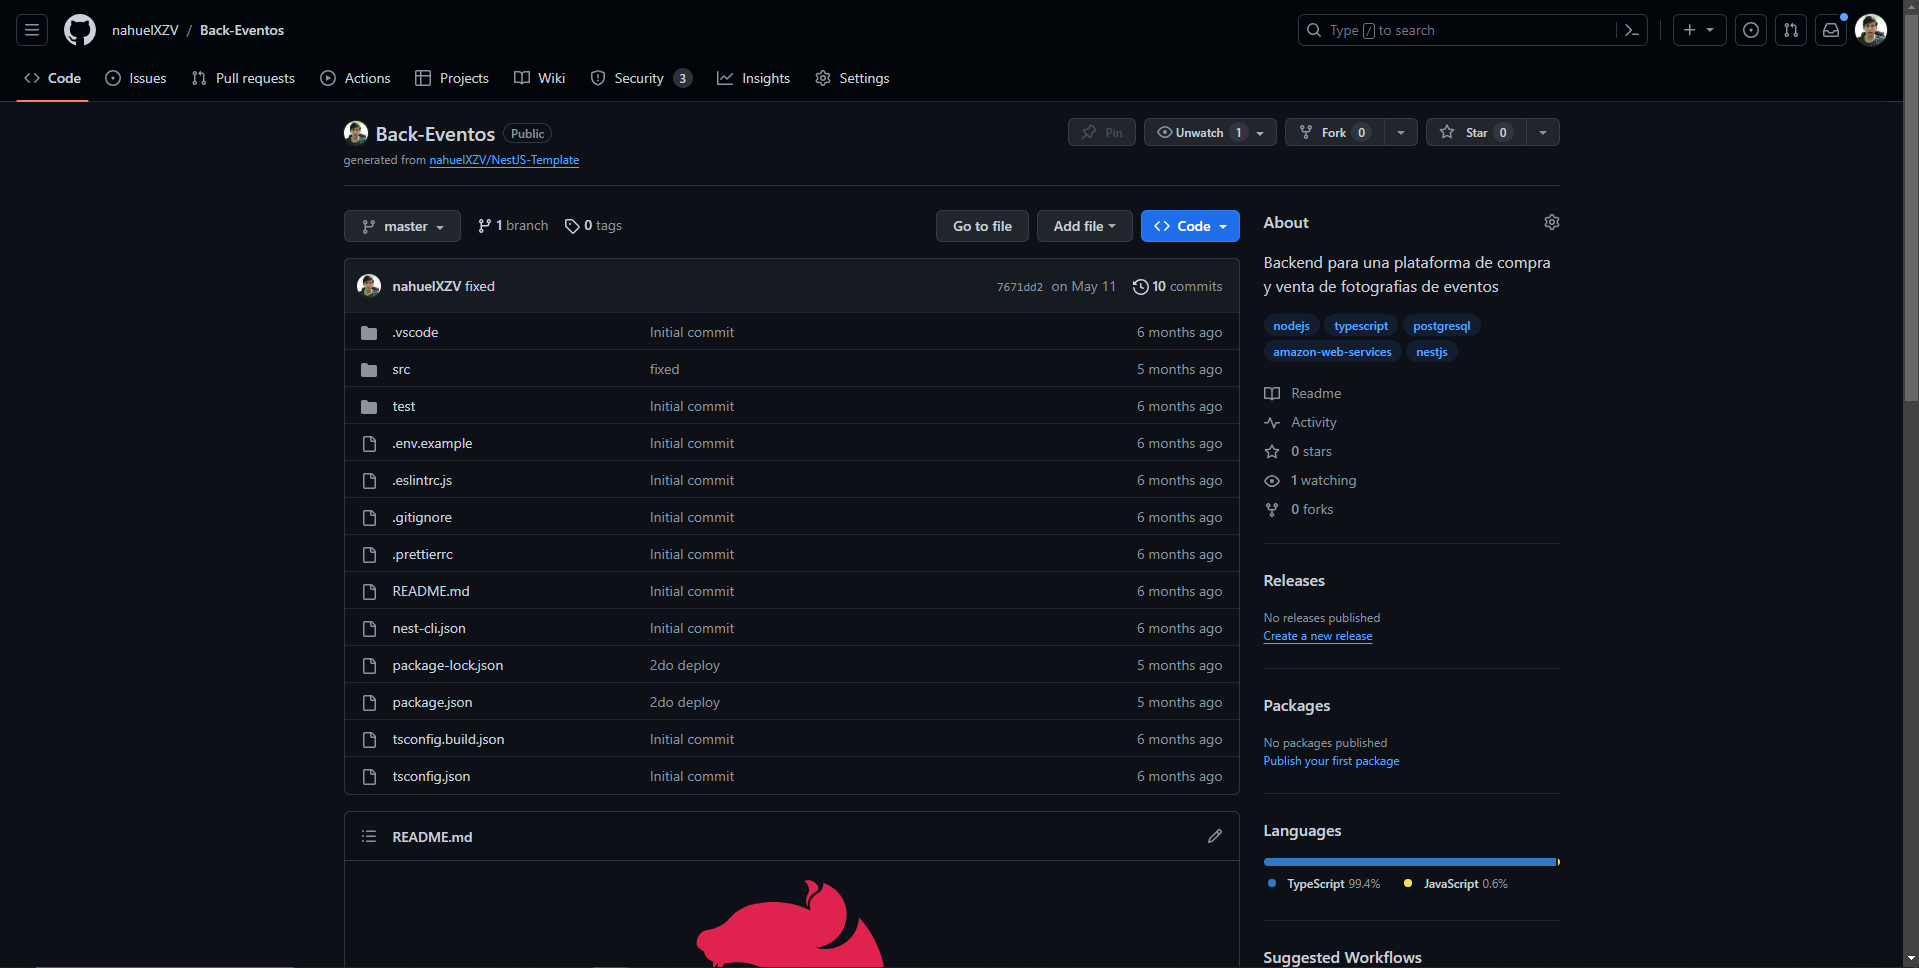 nahuelXZV / Back-Eventos
Type / to search
Code Issues Pull requests Actions Projects Wiki Security 3 Insights Settings
Back-Eventos Public
Pin Unwatch 1 Fork 0 Star 0
generated from nahuelXZV/NestJS-Template
master 1 branch 0 tags Go to file Add file Code
nahuelXZV fixed 7671dd2 on May 11 10 commits
.vscode Initial commit 6 months ago
src fixed 5 months ago
test Initial commit 6 months ago
.env.example Initial commit 6 months ago
.eslintrc.js Initial commit 6 months ago
.gitignore Initial commit 6 months ago
.prettierrc Initial commit 6 months ago
README.md Initial commit 6 months ago
nest-cli.json Initial commit 6 months ago
package-lock.json 2do deploy 5 months ago
package.json 2do deploy 5 months ago
tsconfig.build.json Initial commit 6 months ago
tsconfig.json Initial commit 6 months ago
README.md
About
Backend para una plataforma de compra
y venta de fotografias de eventos
nodejs typescript postgresql
amazon-web-services nestjs
Readme
Activity
0 stars
1 watching
0 forks
Releases
No releases published
Create a new release
Packages
No packages published
Publish your first package
Languages
TypeScript 99.4% JavaScript 0.6%
Suggested Workflows